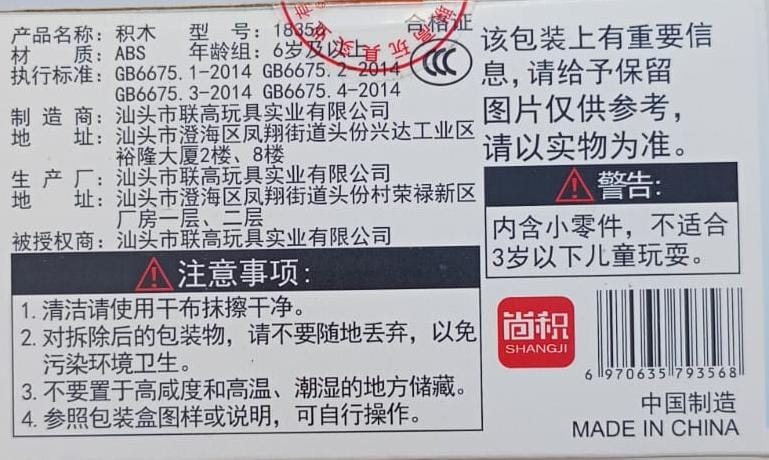 产品名称：积木 型号：1835
合格证
材质：ABS 年龄组：6岁及以上
执行标准：GB6675.1-2014 GB6675.2-2014
GB6675.3-2014 GB6675.4-2014
CCC
制造商：汕头市联高玩具实业有限公司
地址：汕头市澄海区凤翔街道头份兴达工业区
裕隆大厦2楼、8楼
生产厂：汕头市联高玩具实业有限公司
地址：汕头市澄海区凤翔街道头份村荣禄新区
厂房一层、二层
被授权商：汕头市联高玩具实业有限公司
注意事项：
1. 清洁请使用干布抹擦干净。
2. 对拆除后的包装物，请不要随地丢弃，以免
污染环境卫生。
3. 不要置于高咸度和高温、潮湿的地方储藏。
4. 参照包装盒图样或说明，可自行操作。
该包装上有重要信
息，请给予保留
图片仅供参考，
请以实物为准。
警告：
内含小零件，不适合
3岁以下儿童玩耍。
尚积
SHANGJI
6 970635 793568
中国制造
MADE IN CHINA